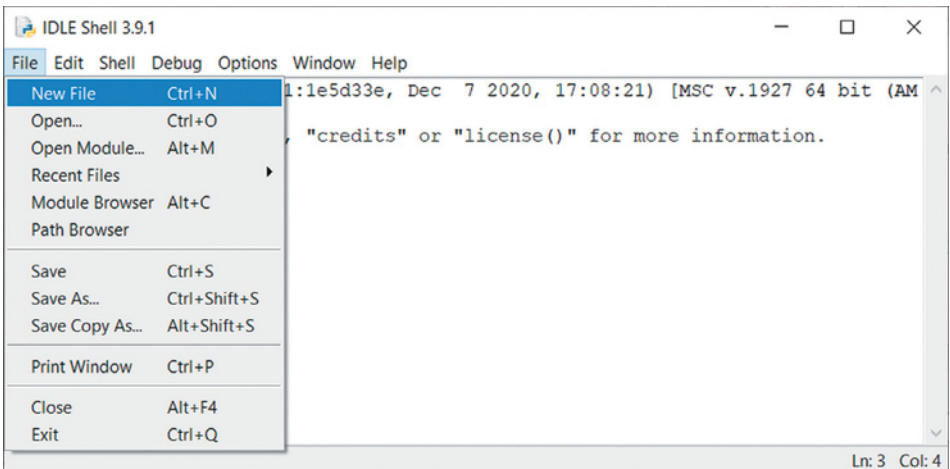 IDLE Shell 3.9.1
File Edit Shell Debug Options Window Help
New File Ctrl+N
1:1e5d33e, Dec 7 2020, 17:08:21) [MSC v.1927 64 bit (AM
Open... Ctrl+O
, "credits" or "license()" for more information.
Open Module... Alt+M
Recent Files
Module Browser Alt+C
Path Browser
Save Ctrl+S
Save As... Ctrl+Shift+S
Save Copy As... Alt+Shift+S
Print Window Ctrl+P
Close Alt+F4
Exit Ctrl+Q
Ln: 3 Col: 4